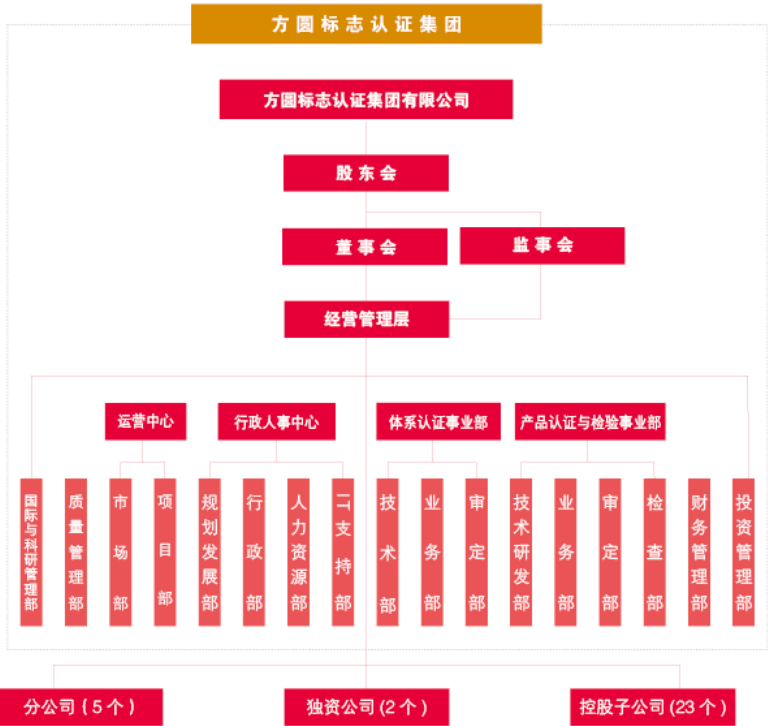 方圆标志认证集团
方圆标志认证集团有限公司
股东会
董事会
监事会
经营管理层
运营中心
行政人事中心
体系认证事业部
产品认证与检验事业部
国际与科研管理部
质量管理部
市场部
项目部
规划发展部
行政部
人力资源部
IT支持部
技术部
业务部
审定部
技术研发部
业务部
审定部
检查部
财务管理部
投资管理部
分公司(5个)
独资公司(2个)
控股子公司(23个)